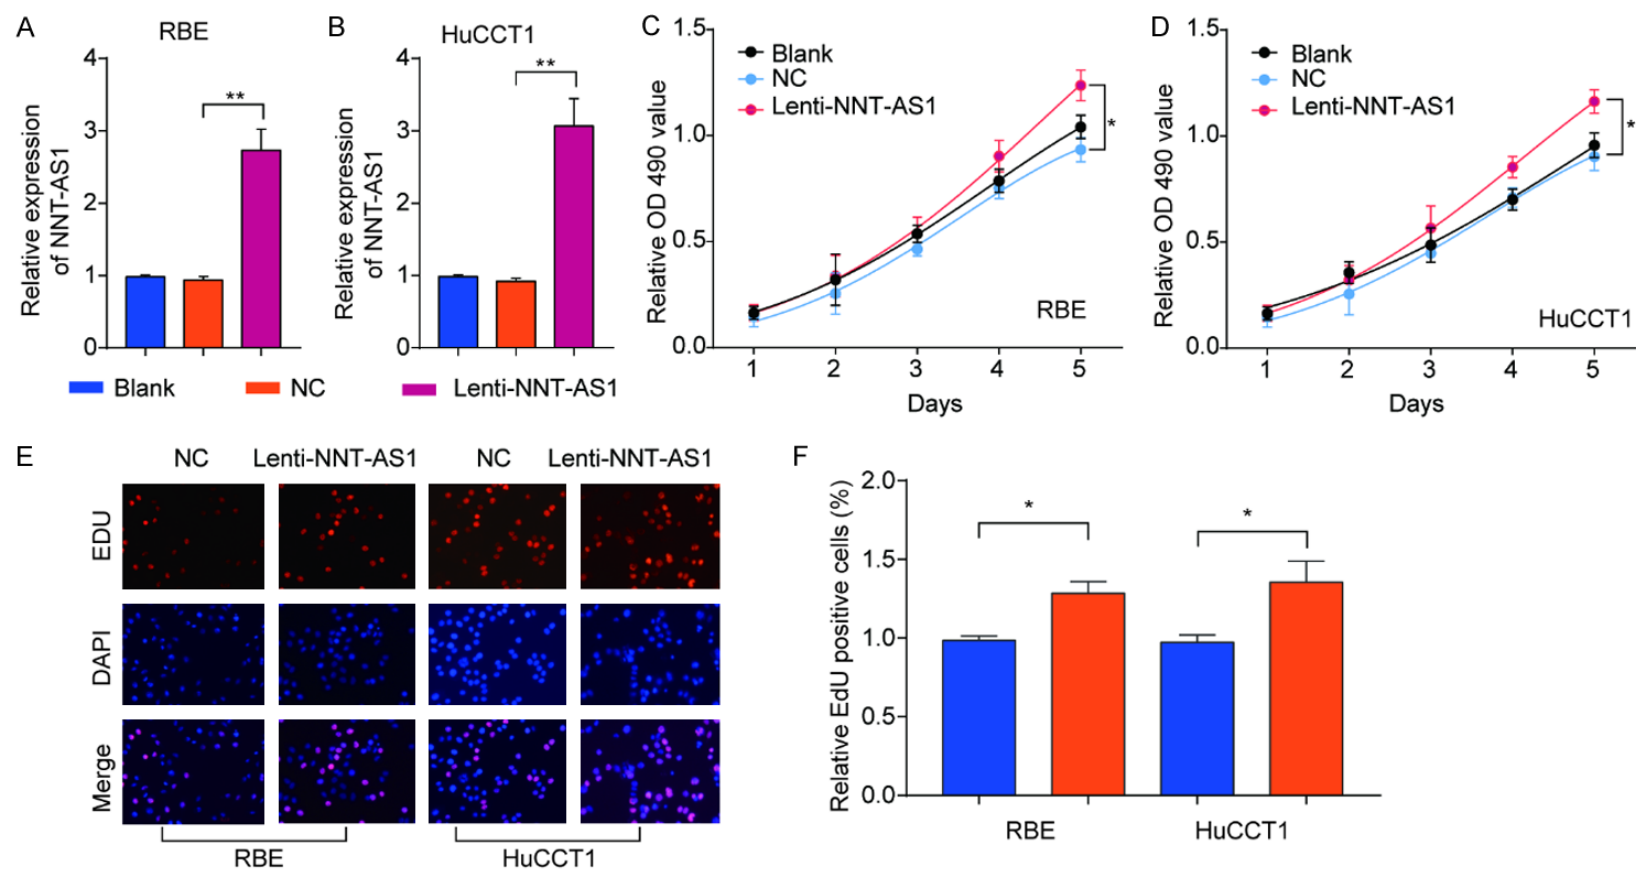 A
RBE
Relative expression
of NNT-AS1
4
3
2
1
0
**
B
HuCCT1
Relative expression
of NNT-AS1
4
3
2
1
0
**
Blank
NC
Lenti-NNT-AS1
C
Relative OD 490 value
1.5
1.0
0.5
0.0
Blank
NC
Lenti-NNT-AS1
*
RBE
1 2 3 4 5
Days
D
Relative OD 490 value
1.5
1.0
0.5
0.0
Blank
NC
Lenti-NNT-AS1
*
HuCCT1
1 2 3 4 5
Days
E
NC Lenti-NNT-AS1 NC Lenti-NNT-AS1
EDU
DAPI
Merge
RBE HuCCT1
F
Relative EdU positive cells (%)
2.0
1.5
1.0
0.5
0.0
* *
RBE HuCCT1